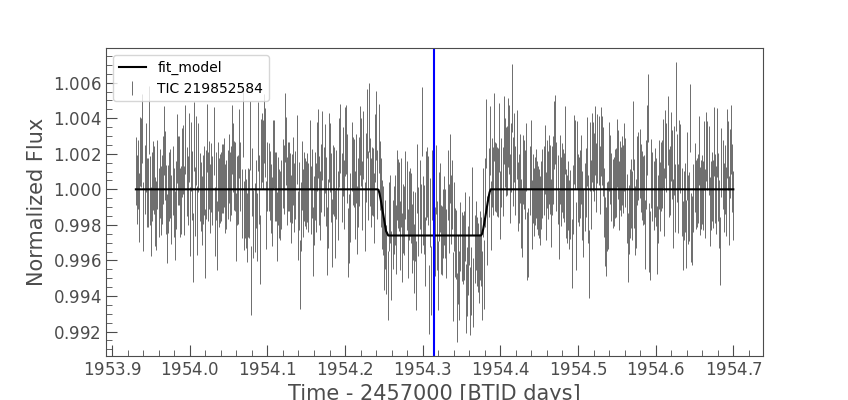 fit_model
TIC 219852584
1.006
1.004
1.002
1.000
0.998
0.996
0.994
0.992
Normalized Flux
1953.9 1954.0 1954.1 1954.2 1954.3 1954.4 1954.5 1954.6 1954.7
Time - 2457000 [BTJD days]